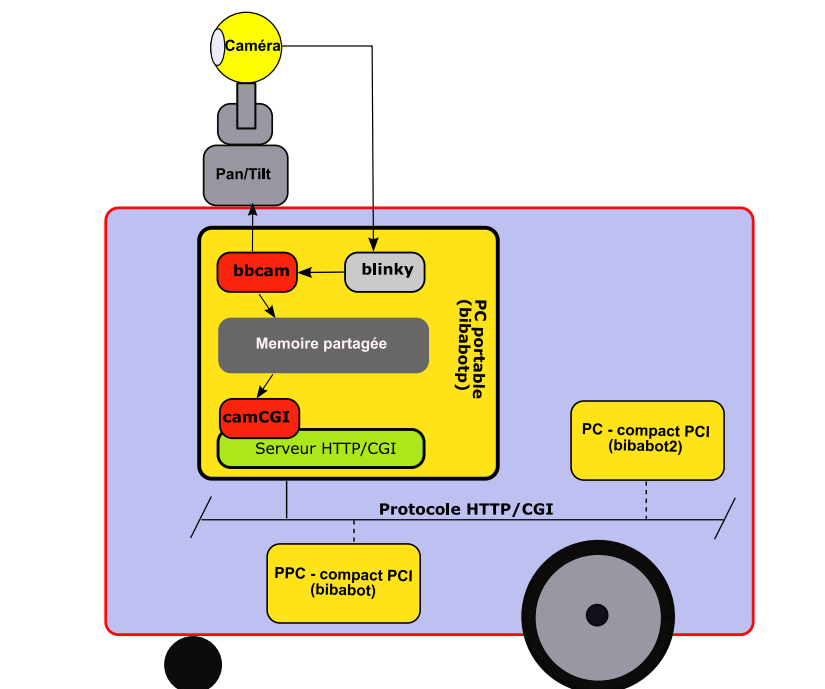 Caméra
Pan/Tilt
bbcam
blinky
PC portable
(bibabotp)
Memoire partagée
camCGI
Serveur HTTP/CGI
PC - compact PCI
(bibabot2)
Protocole HTTP/CGI
PPC - compact PCI
(bibabot)